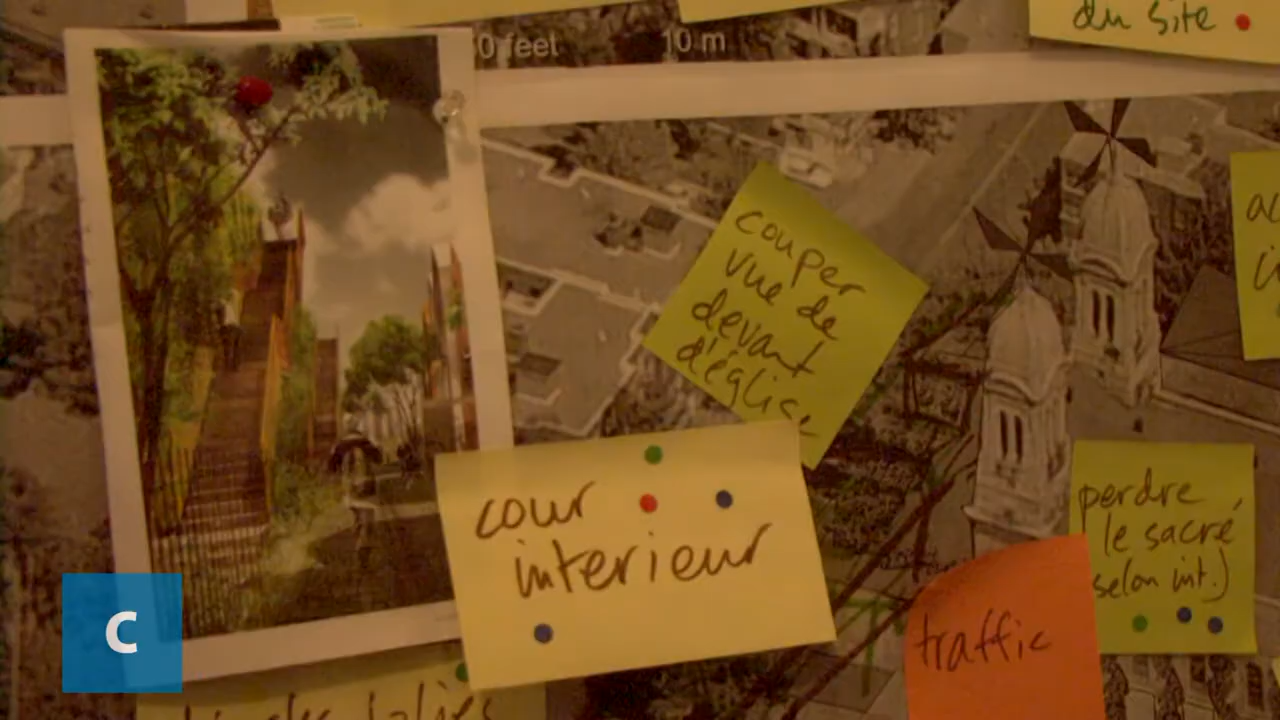 du site
0 feet 10 m
couper
vue de
devant
d'église
cour
interieur
perdre
le sacré
selon int.)
traffic
C